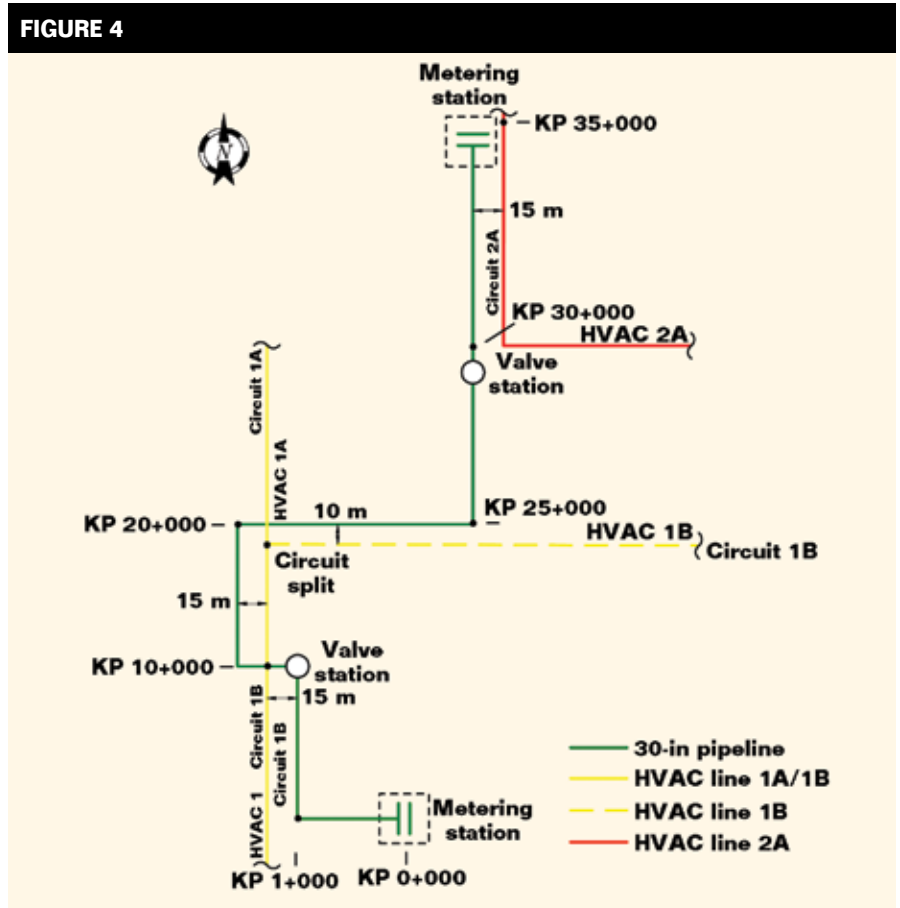 FIGURE 4
Metering
station
KP 35+000
N
15 m
Circuit 2A
KP 30+000
HVAC 2A
Valve
station
Circuit 1A
HVAC 1A
KP 25+000
10 m
KP 20+000
HVAC 1B
Circuit 1B
Circuit
split
15 m
Valve
station
KP 10+000
15 m
Circuit 1B
Circuit 1B
HVAC 1
30-in pipeline
HVAC line 1A/1B
HVAC line 1B
HVAC line 2A
Metering
station
KP 1+000
KP 0+000